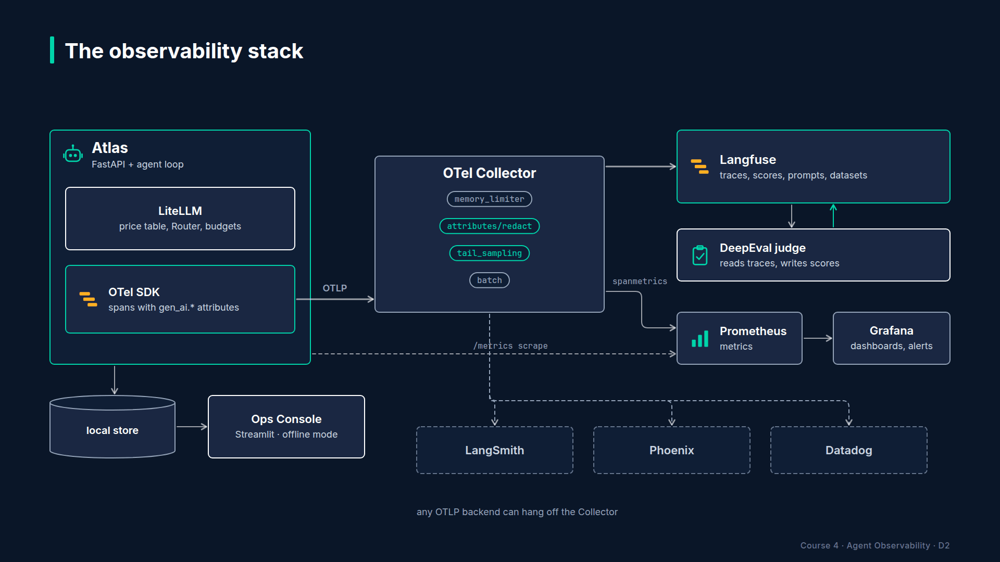 The observability stack
Atlas
FastAPI + agent loop
LiteLLM
price table, Router, budgets
OTel SDK
spans with gen_ai.* attributes
OTLP
OTel Collector
memory_limiter
attributes/redact
tail_sampling
batch
spanmetrics
/metrics scrape
Langfuse
traces, scores, prompts, datasets
DeepEval judge
reads traces, writes scores
Prometheus
metrics
Grafana
dashboards, alerts
local store
Ops Console
Streamlit · offline mode
LangSmith
Phoenix
Datadog
any OTLP backend can hang off the Collector
Course 4 · Agent Observability · D2